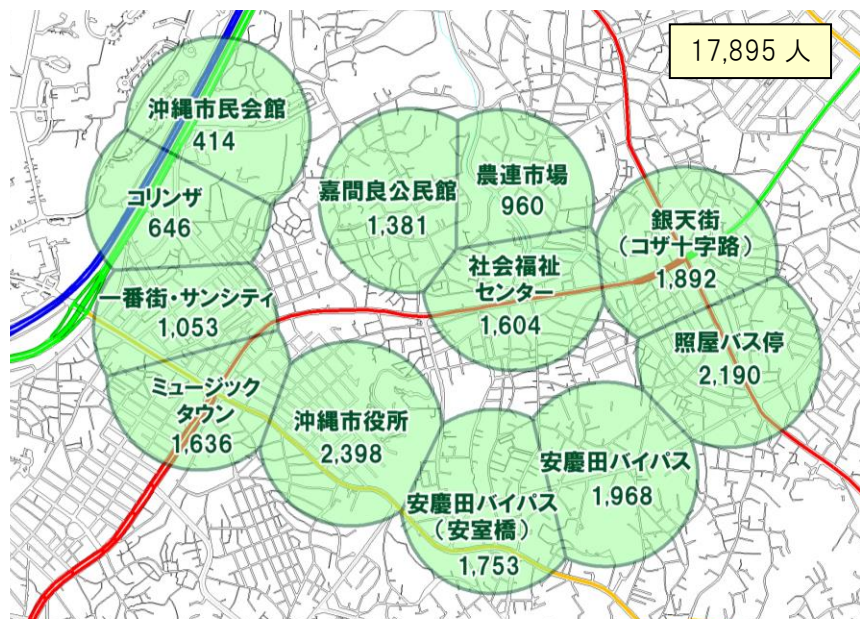 17,895 人
沖縄市民会館
414
コリンザ
646
嘉間良公民館
1,381
農連市場
960
銀天街
(コザ十字路)
1,892
社会福祉
センター
1,604
一番街・サンシティ
1,053
照屋バス停
2,190
ミュージック
タウン
1,636
沖縄市役所
2,398
安慶田バイパス
1,968
安慶田バイパス
(安室橋)
1,753